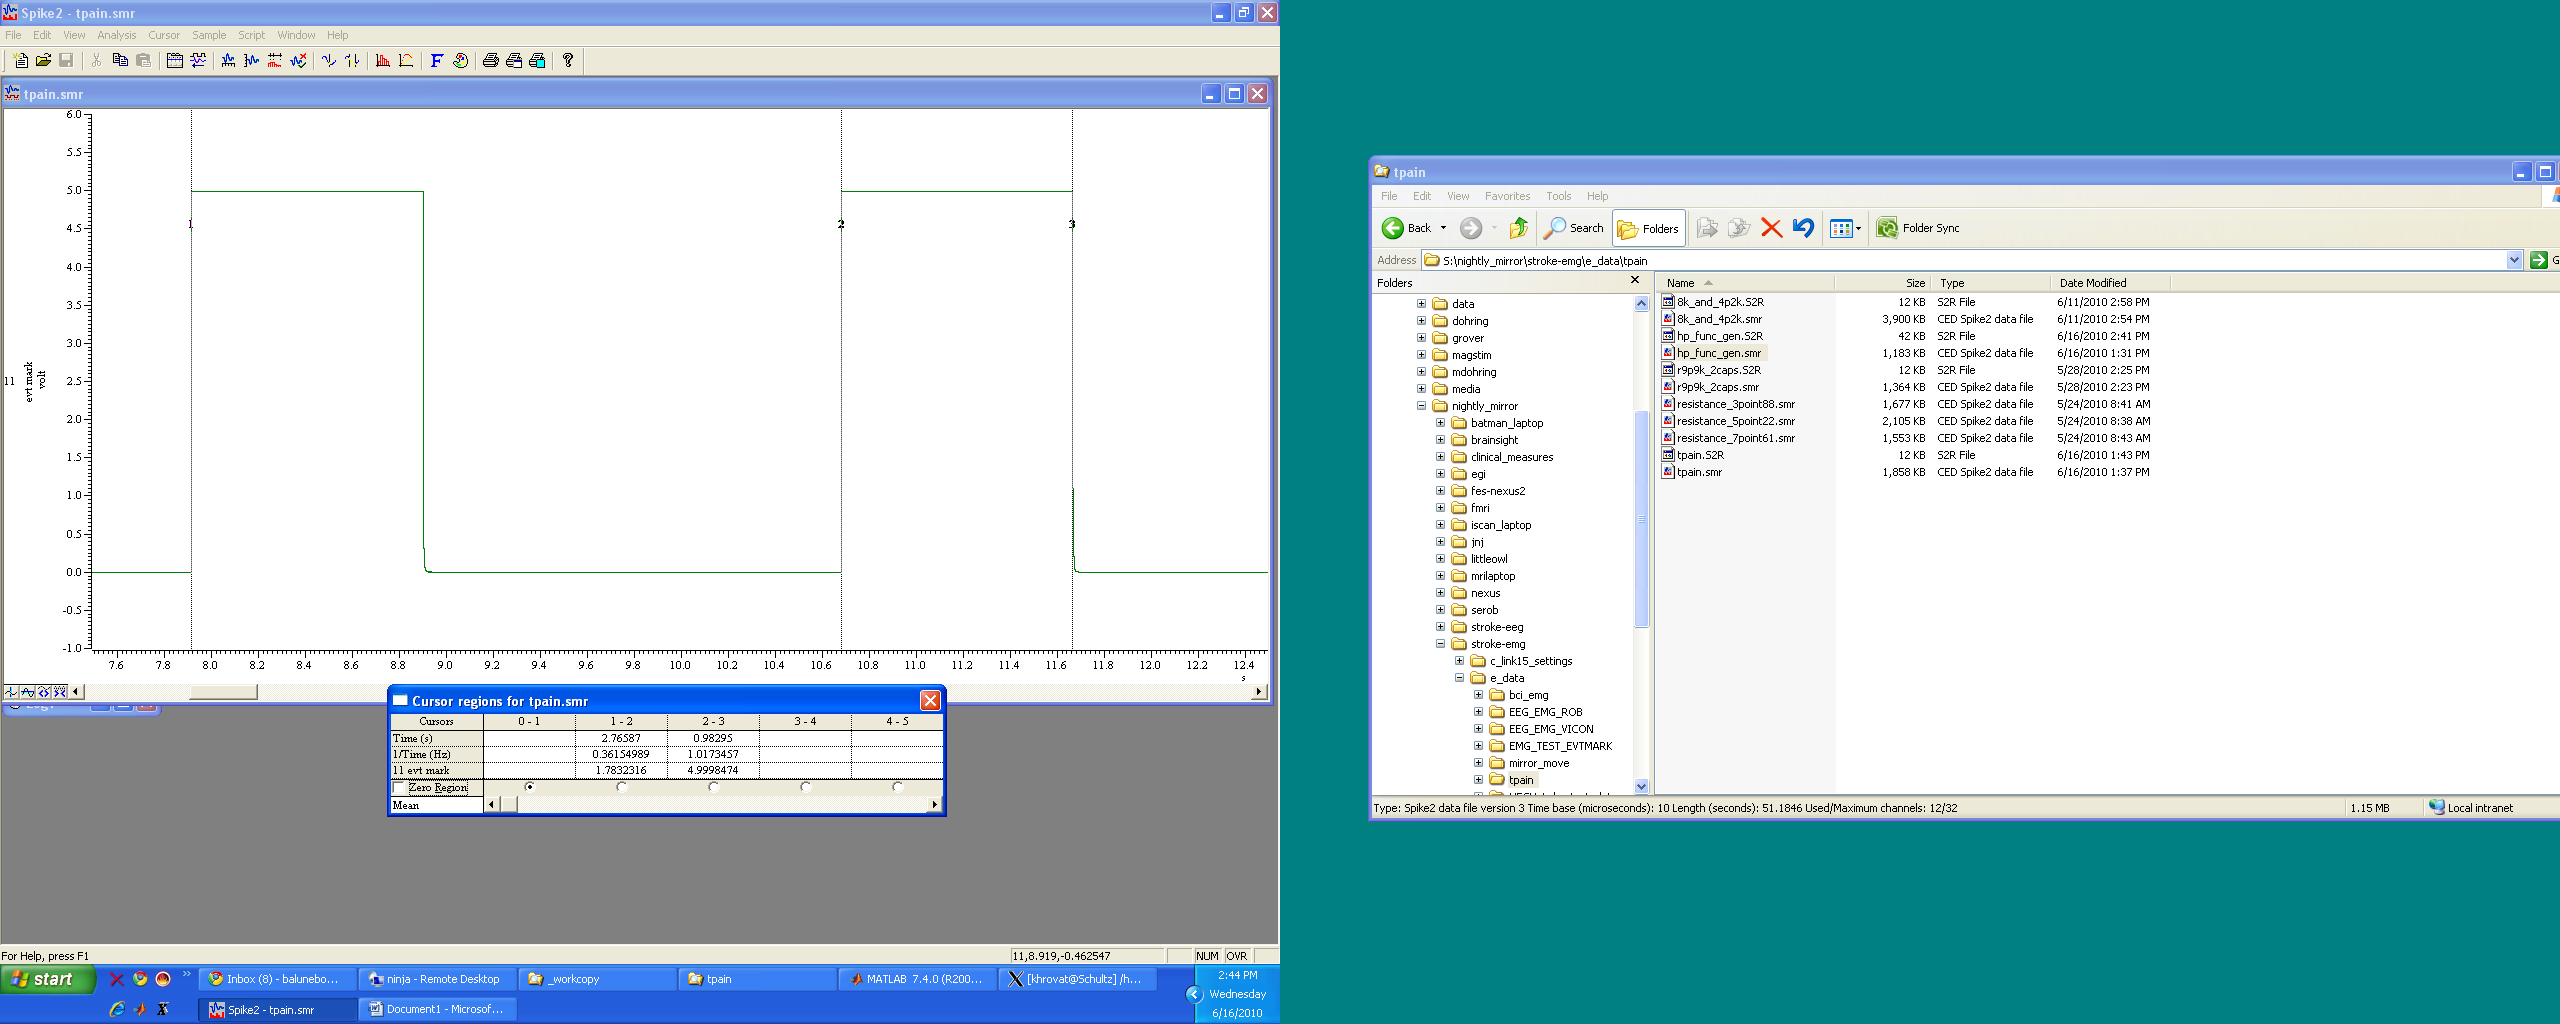 Spike2 - tpain.smr
File Edit View Analysis Cursor Sample Script Window Help
tpain.smr
6.0
5.5
5.0
4.5
4.0
3.5
3.0
2.5
2.0
1.5
1.0
0.5
0.0
-0.5
-1.0
11
evt mark
volt
1 2 3
7.6 7.8 8.0 8.2 8.4 8.6 8.8 9.0 9.2 9.4 9.6 9.8 10.0 10.2 10.4 10.6 10.8 11.0 11.2 11.4 11.6 11.8 12.0 12.2 12.4
s
Cursor regions for tpain.smr
Cursors 0 - 1 1 - 2 2 - 3 3 - 4 4 - 5
Time (s) 2.76587 0.98295
1/Time (Hz) 0.36154989 1.0173457
11 evt mark 1.7832316 4.9998474
Zero Region
Mean
For Help, press F1
11,8.919,-0.462547 NUM OVR
start
Inbox (8) - balunebo...
ninja - Remote Desktop
_workcopy
tpain
MATLAB 7.4.0 (R200...
[khrovat@Schultz] /h...
Spike2 - tpain.smr
Document1 - Microsof...
2:44 PM
Wednesday
6/16/2010
tpain
File Edit View Favorites Tools Help
Back Search Folders Folder Sync
Address S:\nightly_mirror\stroke-emg\e_data\tpain G
Folders
data
dohring
grover
magstim
mdohring
media
nightly_mirror
batman_laptop
brainsight
clinical_measures
egi
fes-nexus2
fmri
iscan_laptop
jnj
littleowl
mrilaptop
nexus
serob
stroke-eeg
stroke-emg
c_link15_settings
e_data
bci_emg
EEG_EMG_ROB
EEG_EMG_VICON
EMG_TEST_EVTMARK
mirror_move
tpain
Name Size Type Date Modified
8k_and_4p2k.S2R 12 KB S2R File 6/11/2010 2:58 PM
8k_and_4p2k.smr 3,900 KB CED Spike2 data file 6/11/2010 2:54 PM
hp_func_gen.S2R 42 KB S2R File 6/16/2010 2:41 PM
hp_func_gen.smr 1,183 KB CED Spike2 data file 6/16/2010 1:31 PM
r9p9k_2caps.S2R 12 KB S2R File 5/28/2010 2:25 PM
r9p9k_2caps.smr 1,364 KB CED Spike2 data file 5/28/2010 2:23 PM
resistance_3point88.smr 1,677 KB CED Spike2 data file 5/24/2010 8:41 AM
resistance_5point22.smr 2,105 KB CED Spike2 data file 5/24/2010 8:38 AM
resistance_7point61.smr 1,553 KB CED Spike2 data file 5/24/2010 8:43 AM
tpain.S2R 12 KB S2R File 6/16/2010 1:43 PM
tpain.smr 1,858 KB CED Spike2 data file 6/16/2010 1:37 PM
Type: Spike2 data file version 3 Time base (microseconds): 10 Length (seconds): 51.1846 Used/Maximum channels: 12/32
1.15 MB
Local intranet